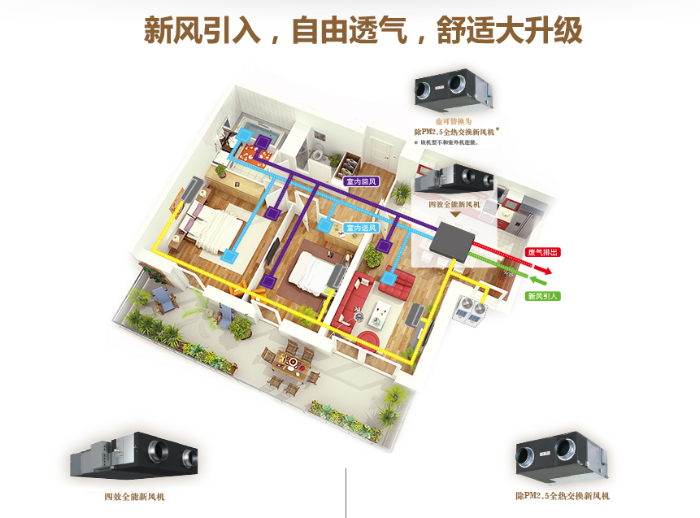 新风引入，自由透气，舒适大升级
也可替换为
除PM2.5全热交换新风机*
* 该机型不和室外机连接。
四效全能新风机
室内回风
室内送风
废气排出
新风引入
四效全能新风机
除PM2.5全热交换新风机